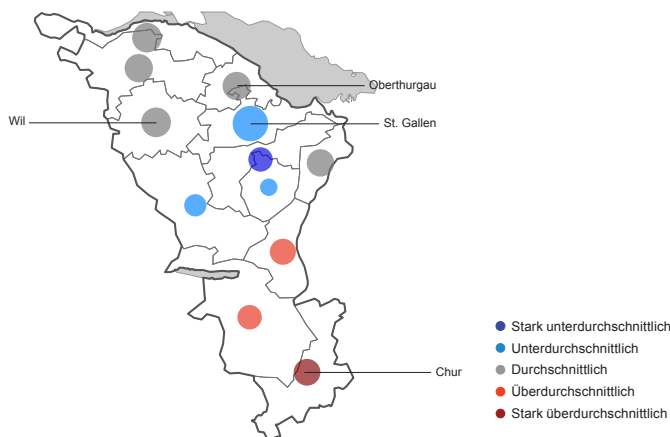 Oberthurgau
Wil
St. Gallen
Chur
Stark unterdurchschnittlich
Unterdurchschnittlich
Durchschnittlich
Überdurchschnittlich
Stark überdurchschnittlich